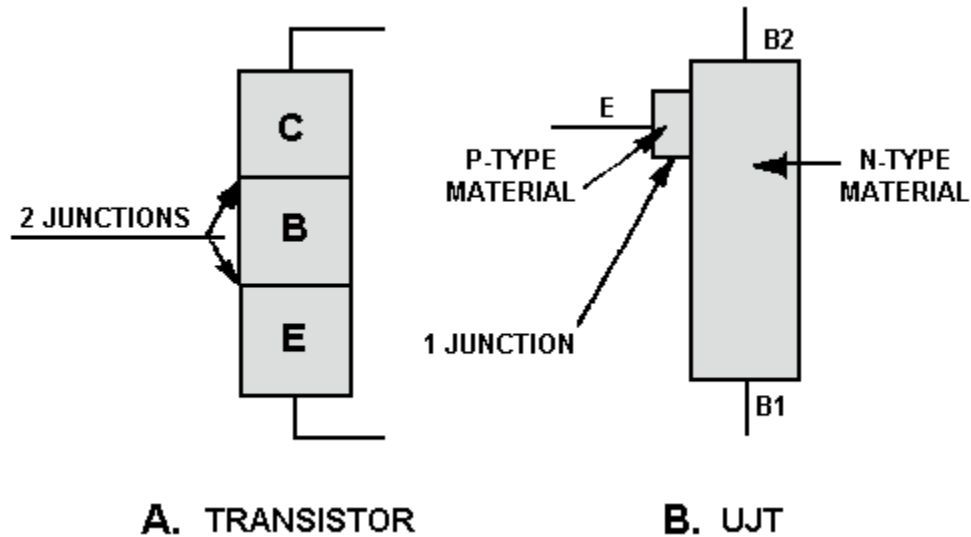 C
2 JUNCTIONS
B
E
A. TRANSISTOR
B2
E
P-TYPE
MATERIAL
N-TYPE
MATERIAL
1 JUNCTION
B1
B. UJT